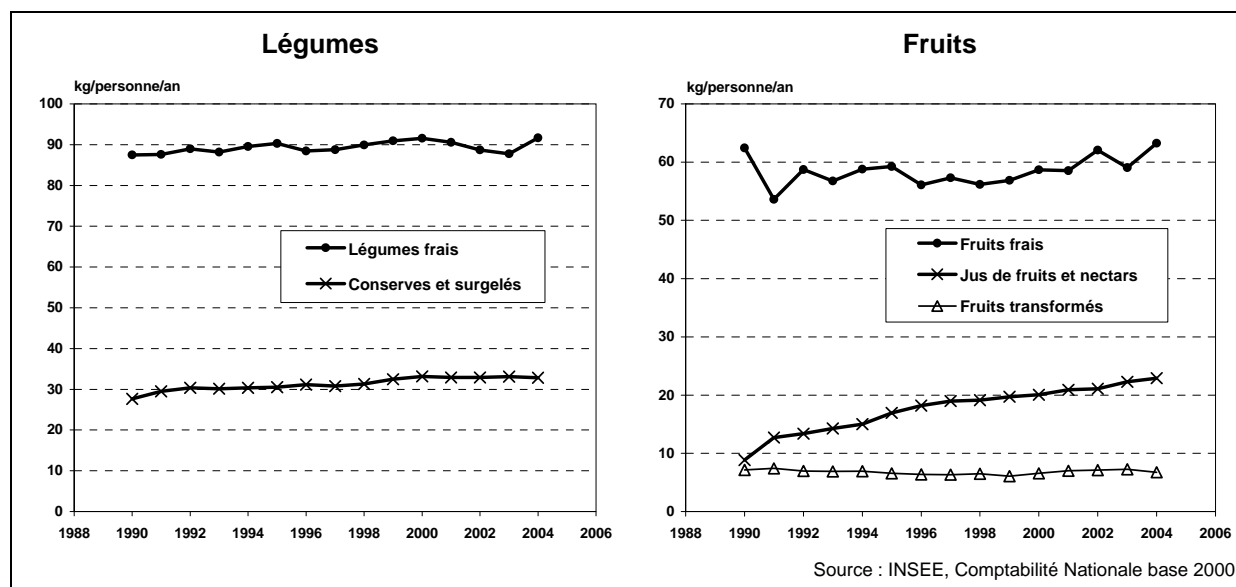 Légumes
kg/personne/an
100
90
80
70
60
50
40
30
20
10
0
Légumes frais
Conserves et surgelés
1988 1990 1992 1994 1996 1998 2000 2002 2004 2006
Fruits
kg/personne/an
70
60
50
40
30
20
10
0
Fruits frais
Jus de fruits et nectars
Fruits transformés
1988 1990 1992 1994 1996 1998 2000 2002 2004 2006
Source : INSEE, Comptabilité Nationale base 2000